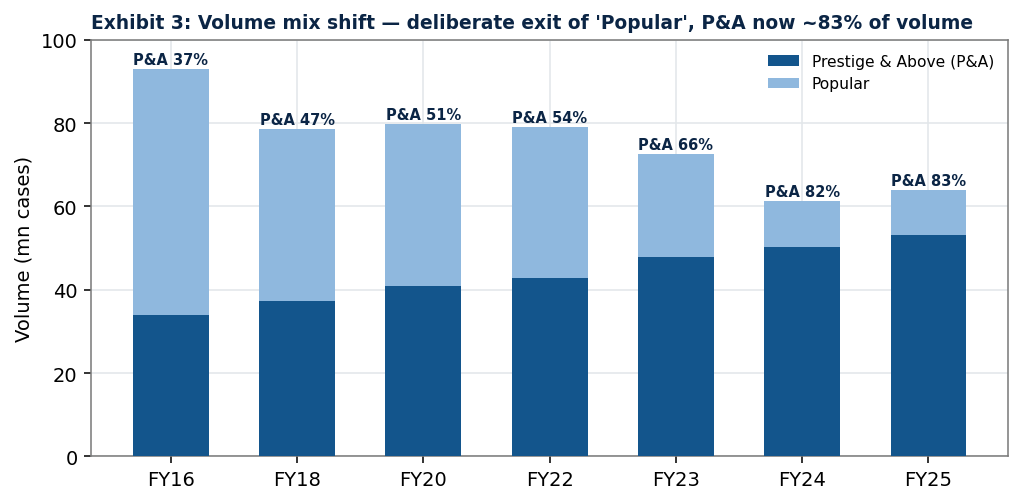 Exhibit 3: Volume mix shift — deliberate exit of 'Popular', P&A now ~83% of volume
Volume (mn cases)
100
80
60
40
20
0
P&A 37%
P&A 47%
P&A 51%
P&A 54%
P&A 66%
P&A 82%
P&A 83%
Prestige & Above (P&A)
Popular
FY16
FY18
FY20
FY22
FY23
FY24
FY25